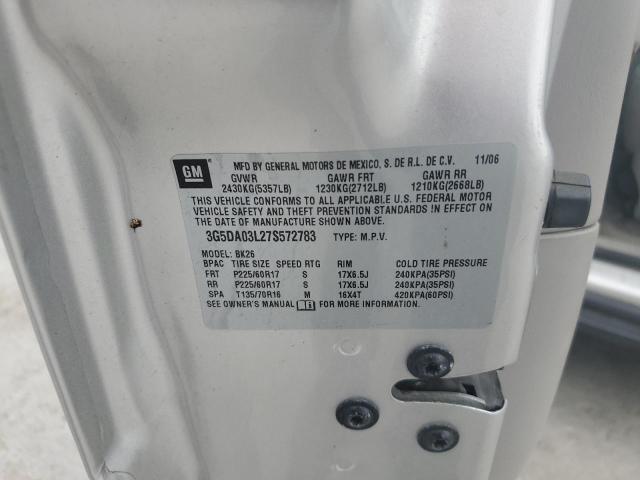 GM
MFD BY GENERAL MOTORS DE MEXICO, S. DE R.L. DE C.V. 11/06
GVWR GAWR FRT GAWR RR
2430KG(5357LB) 1230KG(2712LB) 1210KG(2668LB)
THIS VEHICLE CONFORMS TO ALL APPLICABLE U.S. FEDERAL MOTOR
VEHICLE SAFETY AND THEFT PREVENTION STANDARDS IN EFFECT ON
THE DATE OF MANUFACTURE SHOWN ABOVE.
3G5DA03L27S572783 TYPE: M.P.V.
MODEL: BK26
BPAC TIRE SIZE SPEED RTG RIM COLD TIRE PRESSURE
FRT P225/60R17 S 17X6.5J 240KPA(35PSI)
RR P225/60R17 S 17X6.5J 240KPA(35PSI)
SPA T135/70R16 M 16X4T 420KPA(60PSI)
SEE OWNER'S MANUAL FOR MORE INFORMATION.